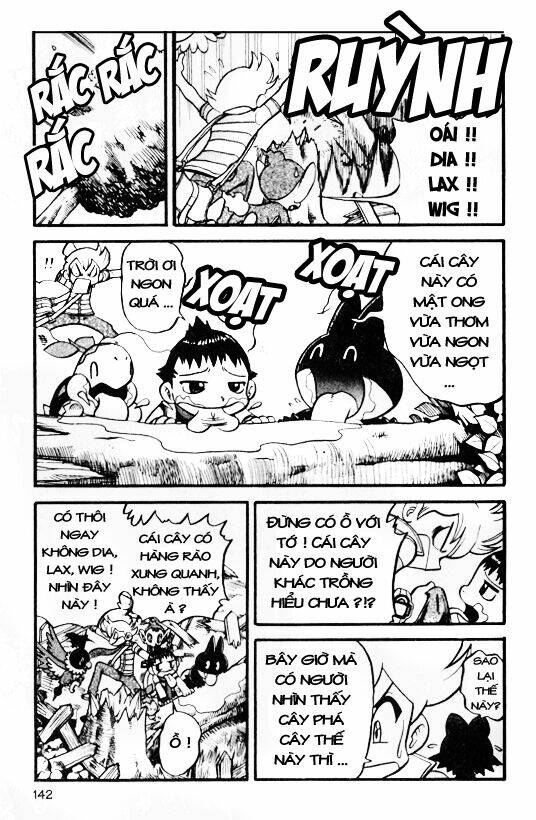 RẮC RẮC
RẮC
RUỲNH
OÁI !!
DIA !!
LAX !!
WIG !!
!!
TRỜI ƠI
NGON
QUÁ ...
XOẠT
XOẠT
CÁI CÂY
NÀY CÓ
MẬT ONG
VỪA THƠM
VỪA NGON
VỪA NGỌT
...
CÓ THÔI
NGAY
KHÔNG DIA,
LAX, WIG !
NHÌN ĐÂY
NÀY !
CÁI CÂY CÓ
HÀNG RÀO
XUNG QUANH,
KHÔNG THẤY
À ?
Ồ !
ĐỪNG CÓ Ồ VỚI
TỚ ! CÁI CÂY
NÀY DO NGƯỜI
KHÁC TRỒNG
HIỂU CHƯA ?!?
BÂY GIỜ MÀ
CÓ NGƯỜI
NHÌN THẤY
CÂY PHÁ
CÂY THẾ
NÀY THÌ ...
SAO
LẠI
THẾ
NÀY?
142